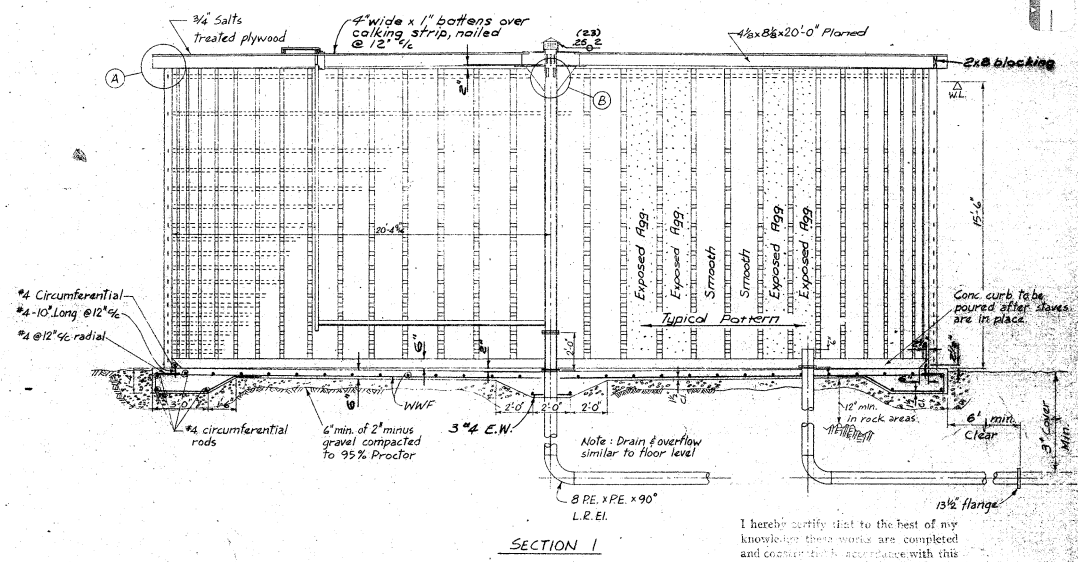 3/4" Salts
treated plywood
4" wide x 1" battens over
calking strip, nailed
@ 12" c/c
(23)
25 2
4 1/8 x 8 1/8 x 20'-0" Planed
2x8 blocking
A
B
2"
W.L.
15'-6"
20'-4
Exposed Agg.
Exposed Agg.
Smooth
Smooth
Exposed Agg.
Exposed Agg.
Typical Pattern
#4 Circumferential
#4-10" Long @ 12" c/c
#4 @ 12" c/c radial
Conc. curb to be
poured after staves
are in place.
6"
2"
2'-0"
6"
3'-0"
1'-6"
6"
WWF
2'-0"
2'-0"
2'-0"
3 #4 E.W.
#4 circumferential
rods
6" min. of 2" minus
gravel compacted
to 95% Proctor
Note : Drain & overflow
similar to floor level
12" min.
in rock areas.
6' min.
Clear
3' Cover
Min.
8 P.E. x P.E. x 90°
L.R. El.
13 1/2" flange
SECTION 1
I hereby certify that to the best of my
knowledge these works are completed
and accordance with this